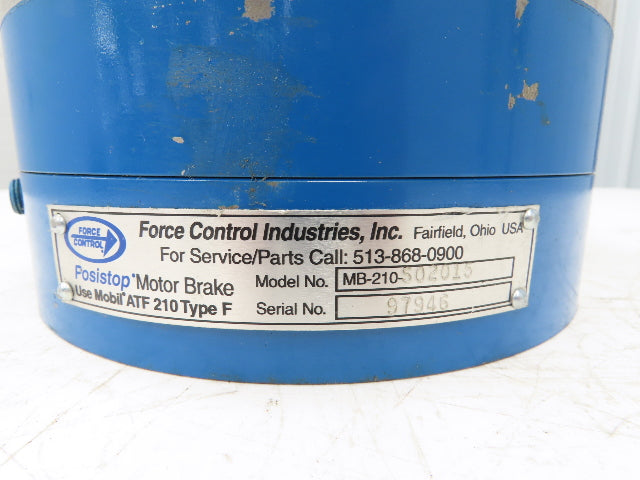 FORCE
CONTROL
Force Control Industries, Inc. Fairfield, Ohio USA
For Service/Parts Call: 513-868-0900
Posistop® Motor Brake Model No. MB-210-S02015
Use Mobil® ATF 210 Type F Serial No. 97946